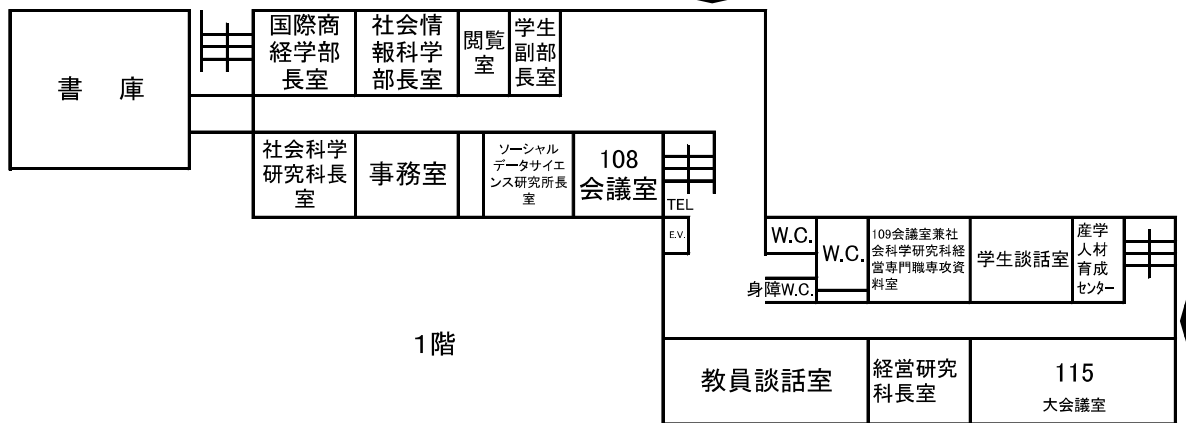 書　庫
国際商
経学部
長室
社会情
報科学
部長室
閲覧
室
学生
副部
長室
社会科学
研究科長
室
事務室
ソーシャル
データサイエ
ンス研究所長
室
108
会議室
TEL
E.V.
W.C.
W.C.
身障W.C.
109会議室兼社
会科学研究科経
営専門職専攻資
料室
学生談話室
産学
人材
育成
センター
1階
教員談話室
経営研究
科長室
115
大会議室